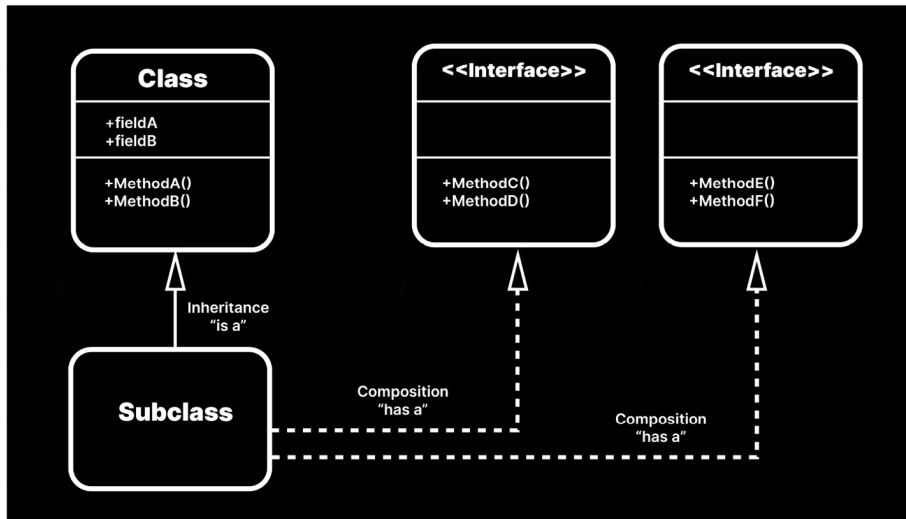 Class
+fieldA
+fieldB
+MethodA()
+MethodB()
<<Interface>>
+MethodC()
+MethodD()
<<Interface>>
+MethodE()
+MethodF()
Inheritance
“is a”
Subclass
Composition
“has a”
Composition
“has a”